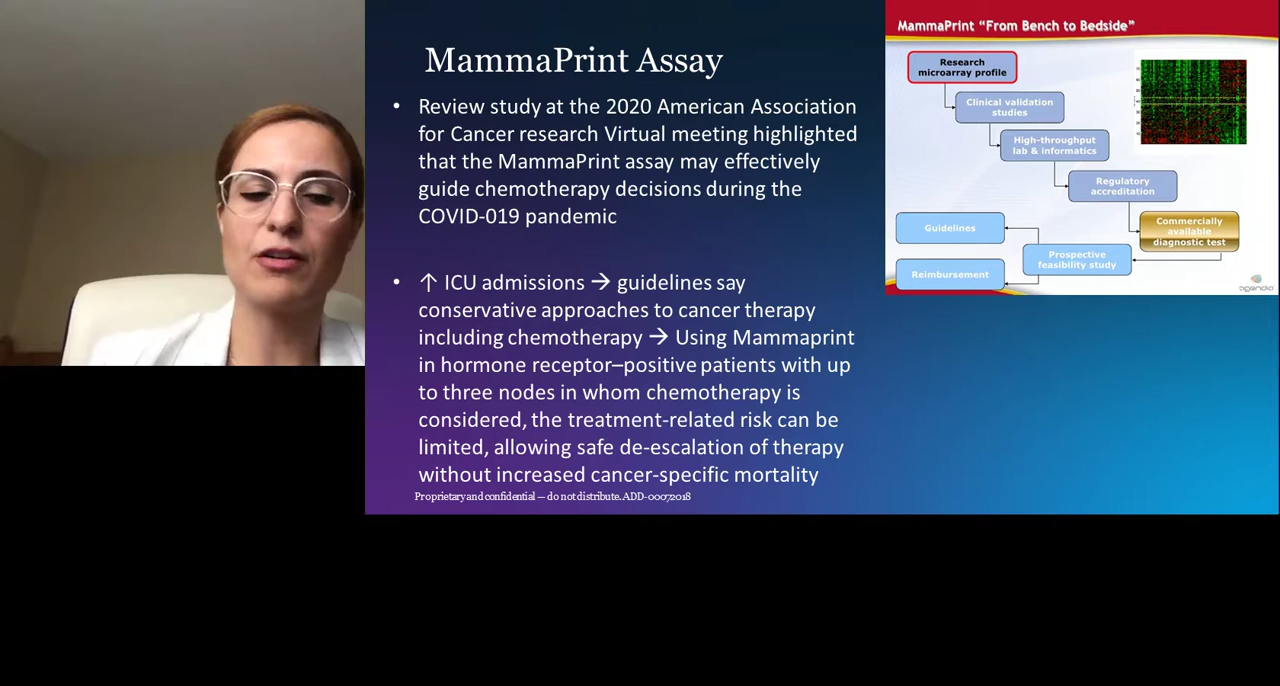 MammaPrint Assay
• Review study at the 2020 American Association
for Cancer research Virtual meeting highlighted
that the MammaPrint assay may effectively
guide chemotherapy decisions during the
COVID-019 pandemic
• ↑ ICU admissions → guidelines say
conservative approaches to cancer therapy
including chemotherapy → Using Mammaprint
in hormone receptor–positive patients with up
to three nodes in whom chemotherapy is
considered, the treatment-related risk can be
limited, allowing safe de-escalation of therapy
without increased cancer-specific mortality
Proprietary and confidential — do not distribute. ADD-00072018
MammaPrint “From Bench to Bedside”
Research
microarray profile
Clinical validation
studies
High-throughput
lab & informatics
Regulatory
accreditation
Commercially
available
diagnostic test
Prospective
feasibility study
Guidelines
Reimbursement
agendia